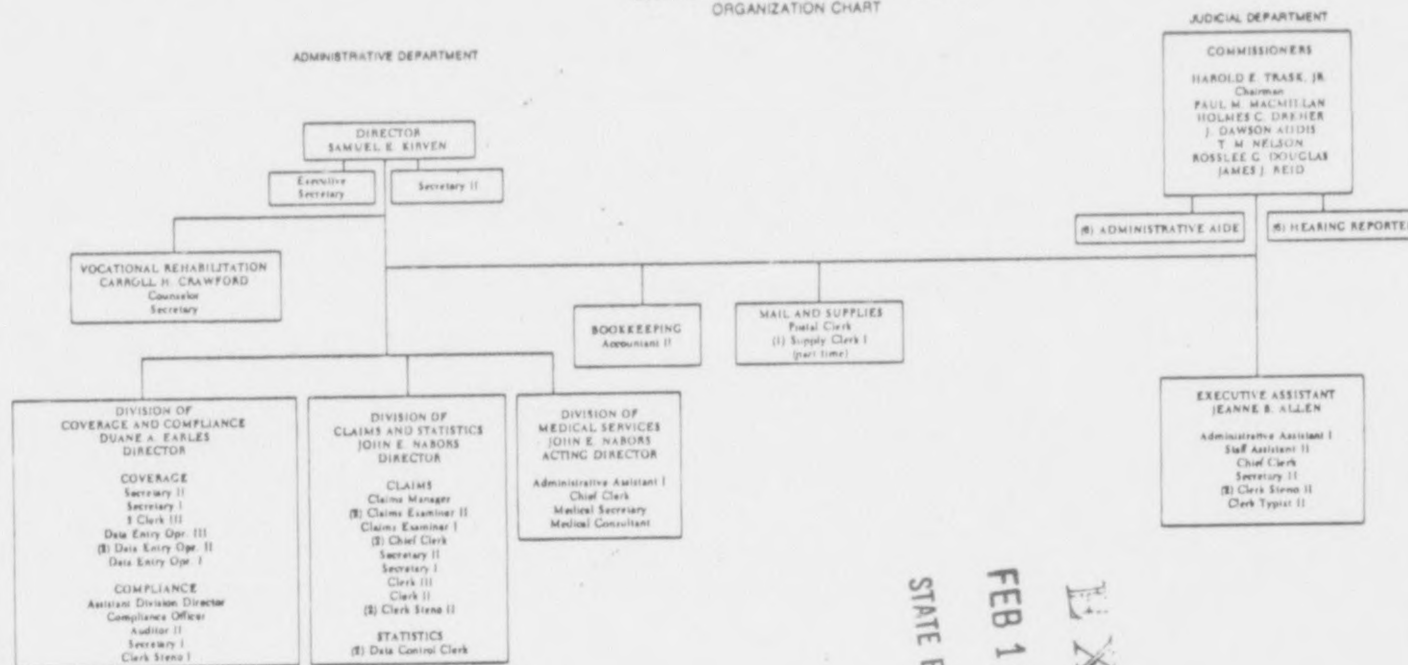 ORGANIZATION CHART
ADMINISTRATIVE DEPARTMENT
JUDICIAL DEPARTMENT
COMMISSIONERS
HAROLD E. TRASK, JR
Chairman
PAUL M. MACMILLAN
HOLMES C. DREHER
J. DAWSON ADDIS
T. M. NELSON
ROSSLEE G. DOUGLAS
JAMES J. REID
DIRECTOR
SAMUEL E. KIRVEN
Executive
Secretary
Secretary II
ADMINISTRATIVE AIDE
HEARING REPORTER
VOCATIONAL REHABILITATION
CARROLL H. CRAWFORD
Counselor
Secretary
BOOKKEEPING
Accountant II
MAIL AND SUPPLIES
Postal Clerk
(1) Supply Clerk I
(part time)
DIVISION OF
COVERAGE AND COMPLIANCE
DUANE A. EARLES
DIRECTOR
COVERAGE
Secretary II
Secretary I
3 Clerk III
Data Entry Opr. III
(2) Data Entry Opr. II
Data Entry Opr. I
COMPLIANCE
Assistant Division Director
Compliance Officer
Auditor II
Secretary I
Clerk Steno I
DIVISION OF
CLAIMS AND STATISTICS
JOHN E. NABORS
DIRECTOR
CLAIMS
Claims Manager
(2) Claims Examiner II
Claims Examiner I
(2) Chief Clerk
Secretary II
Secretary I
Clerk III
Clerk II
(2) Clerk Steno II
STATISTICS
(2) Data Control Clerk
DIVISION OF
MEDICAL SERVICES
JOHN E. NABORS
ACTING DIRECTOR
Administrative Assistant I
Chief Clerk
Medical Secretary
Medical Consultant
EXECUTIVE ASSISTANT
JEANNE B. ALLEN
Administrative Assistant I
Staff Assistant II
Chief Clerk
Secretary II
(2) Clerk Steno II
Clerk Typist II
EX
FEB 1
STATE